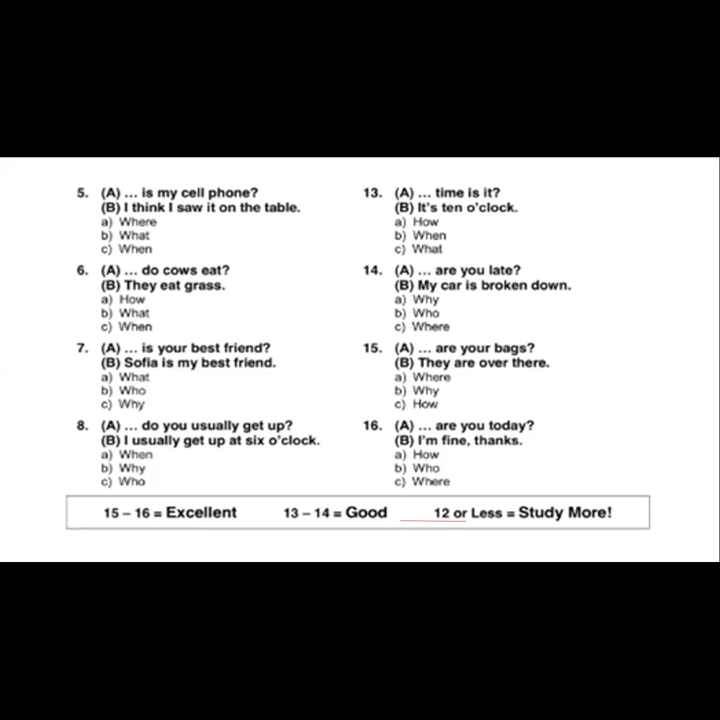 5. (A) ... is my cell phone?
(B) I think I saw it on the table.
a) Where
b) What
c) When
6. (A) ... do cows eat?
(B) They eat grass.
a) How
b) What
c) When
7. (A) ... is your best friend?
(B) Sofia is my best friend.
a) What
b) Who
c) Why
8. (A) ... do you usually get up?
(B) I usually get up at six o'clock.
a) When
b) Why
c) Who
13. (A) ... time is it?
(B) It's ten o'clock.
a) How
b) When
c) What
14. (A) ... are you late?
(B) My car is broken down.
a) Why
b) Who
c) Where
15. (A) ... are your bags?
(B) They are over there.
a) Where
b) Why
c) How
16. (A) ... are you today?
(B) I'm fine, thanks.
a) How
b) Who
c) Where
15 – 16 = Excellent 13 – 14 = Good 12 or Less = Study More!